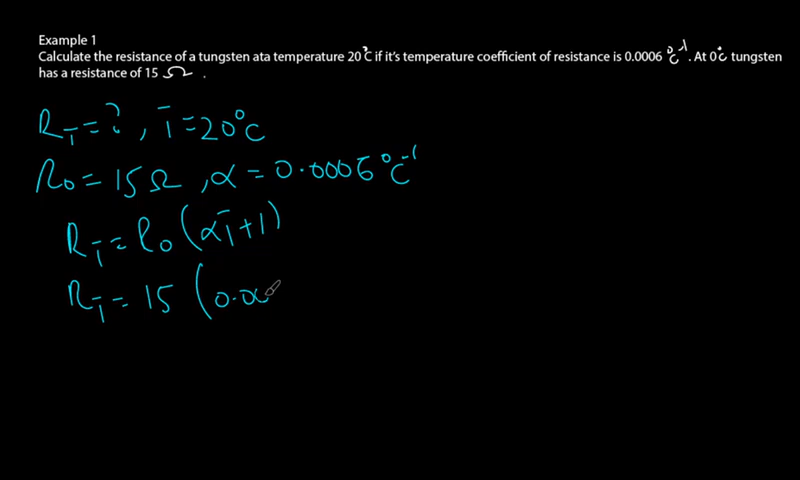 Example 1
Calculate the resistance of a tungsten ata temperature 20°C if it's temperature coefficient of resistance is 0.0006 °C⁻¹ . At 0°C tungsten
has a resistance of 15 Ω .
R_T = ? , T = 20°C
R₀ = 15 Ω , α = 0.0006 °C⁻¹
R_T = R₀ (αT + 1)
R_T = 15 (0.00